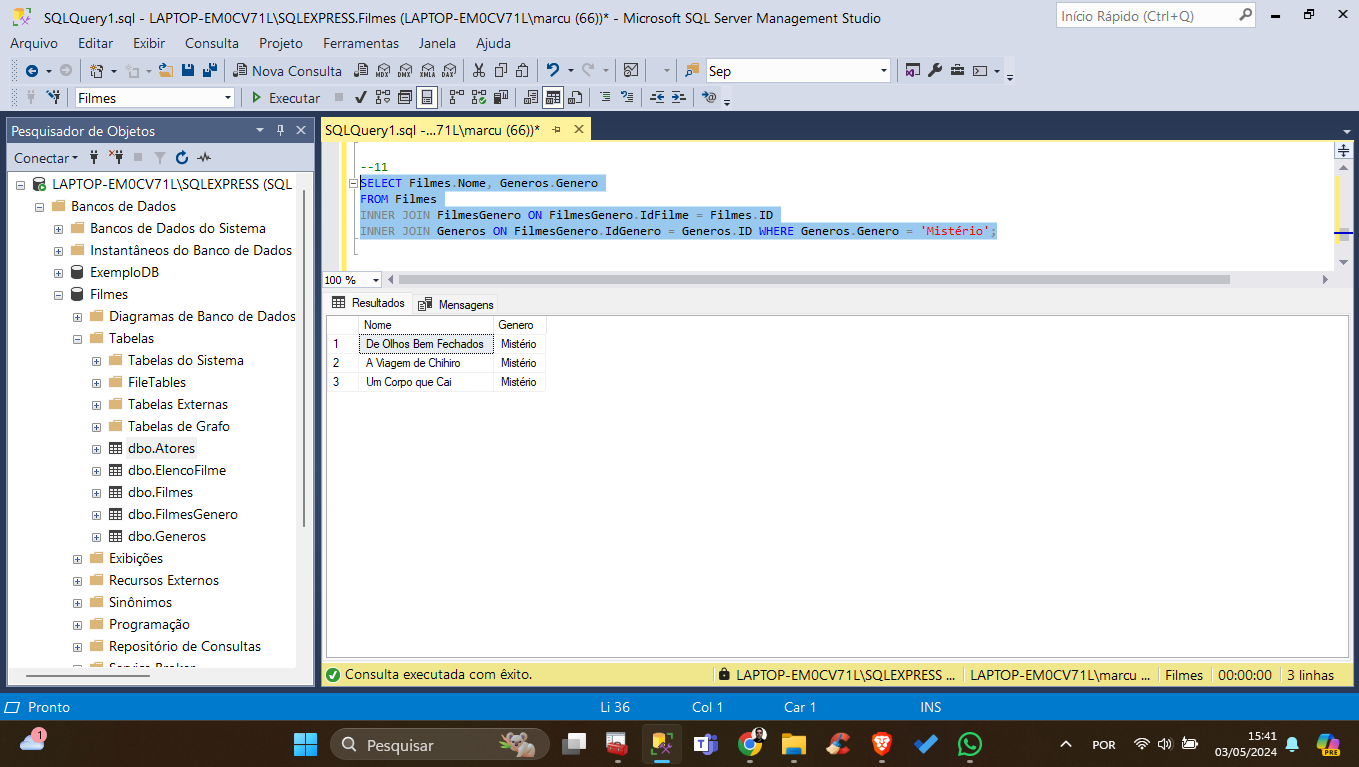 SQLQuery1.sql - LAPTOP-EM0CV71L\SQLEXPRESS.Filmes (LAPTOP-EM0CV71L\marcu (66))* - Microsoft SQL Server Management Studio
Início Rápido (Ctrl+Q)
Arquivo Editar Exibir Consulta Projeto Ferramentas Janela Ajuda
Nova Consulta MDX DMX XMLA DAX Sep
Filmes Executar
Pesquisador de Objetos
SQLQuery1.sql -...71L\marcu (66))*
Conectar
LAPTOP-EM0CV71L\SQLEXPRESS (SQL
Bancos de Dados
Bancos de Dados do Sistema
Instantâneos do Banco de Dados
ExemploDB
Filmes
Diagramas de Banco de Dados
Tabelas
Tabelas do Sistema
FileTables
Tabelas Externas
Tabelas de Grafo
dbo.Atores
dbo.ElencoFilme
dbo.Filmes
dbo.FilmesGenero
dbo.Generos
Exibições
Recursos Externos
Sinônimos
Programação
Repositório de Consultas
Service Broker
--11
SELECT Filmes.Nome, Generos.Genero
FROM Filmes
INNER JOIN FilmesGenero ON FilmesGenero.IdFilme = Filmes.ID
INNER JOIN Generos ON FilmesGenero.IdGenero = Generos.ID WHERE Generos.Genero = 'Mistério';
100 %
Resultados Mensagens
Nome Genero
1 De Olhos Bem Fechados Mistério
2 A Viagem de Chihiro Mistério
3 Um Corpo que Cai Mistério
Consulta executada com êxito. LAPTOP-EM0CV71L\SQLEXPRESS ... LAPTOP-EM0CV71L\marcu ... Filmes 00:00:00 3 linhas
Pronto Li 36 Col 1 Car 1 INS
1 Pesquisar POR 15:41
03/05/2024 PRE